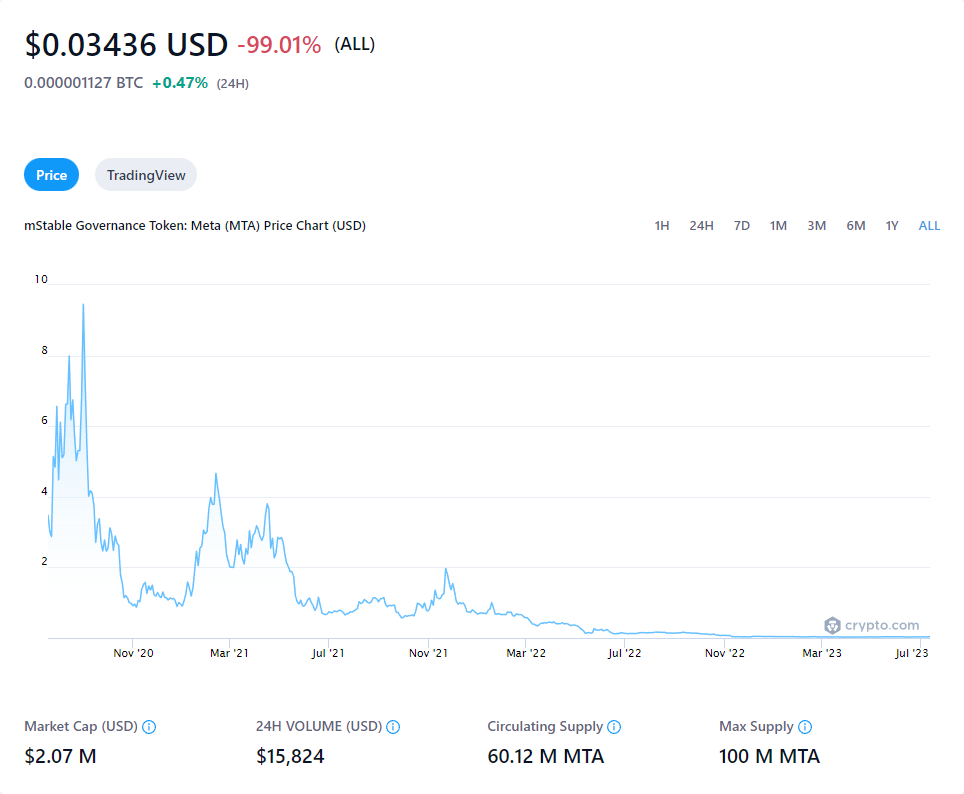 $0.03436 USD -99.01% (ALL)
0.000001127 BTC +0.47% (24H)
Price TradingView
mStable Governance Token: Meta (MTA) Price Chart (USD) 1H 24H 7D 1M 3M 6M 1Y ALL
10
8
6
4
2
crypto.com
Nov '20 Mar '21 Jul '21 Nov '21 Mar '22 Jul '22 Nov '22 Mar '23 Jul '23
Market Cap (USD) 24H VOLUME (USD) Circulating Supply Max Supply
$2.07 M $15,824 60.12 M MTA 100 M MTA